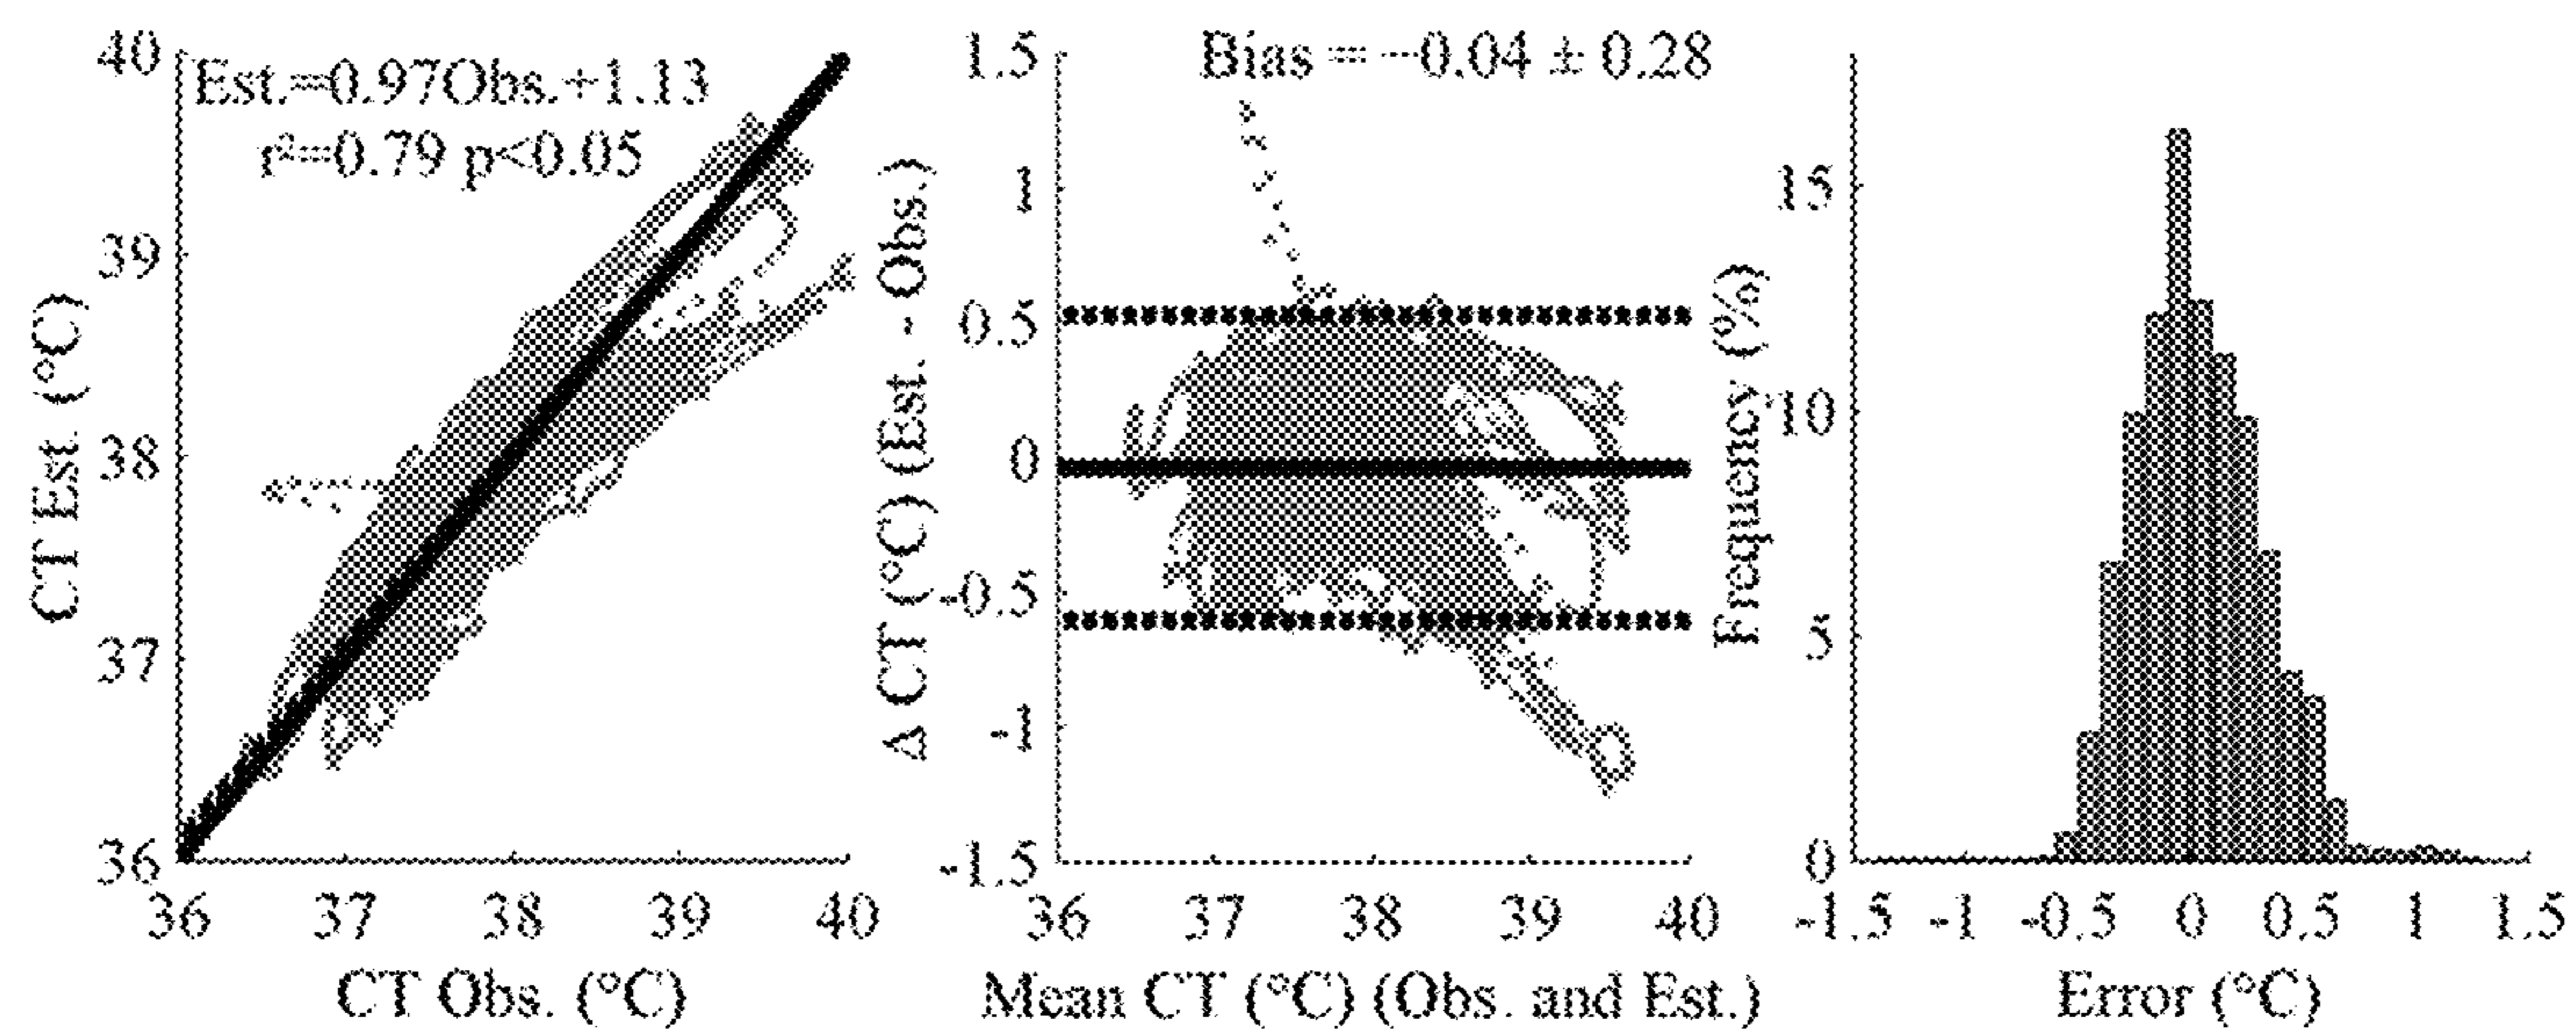 40
Est.=0.97Obs.+1.13
r²=0.79 p<0.05
39
38
37
36
CT Est. (°C)
36 37 38 39 40
CT Obs. (°C)
Bias = -0.04 ± 0.28
1.5
1
0.5
0
-0.5
-1
-1.5
Δ CT (°C) (Est. - Obs.)
36 37 38 39 40
Mean CT (°C) (Obs. and Est.)
15
10
5
0
Frequency (%)
-1.5 -1 -0.5 0 0.5 1 1.5
Error (°C)